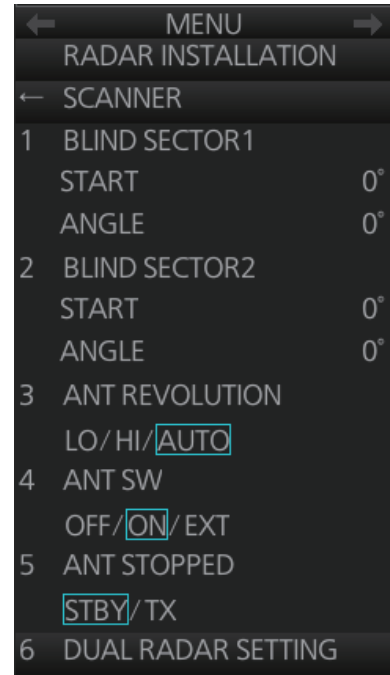 ← MENU →
RADAR INSTALLATION
← SCANNER
1 BLIND SECTOR1
START 0°
ANGLE 0°
2 BLIND SECTOR2
START 0°
ANGLE 0°
3 ANT REVOLUTION
LO/HI/AUTO
4 ANT SW
OFF/ON/EXT
5 ANT STOPPED
STBY/TX
6 DUAL RADAR SETTING